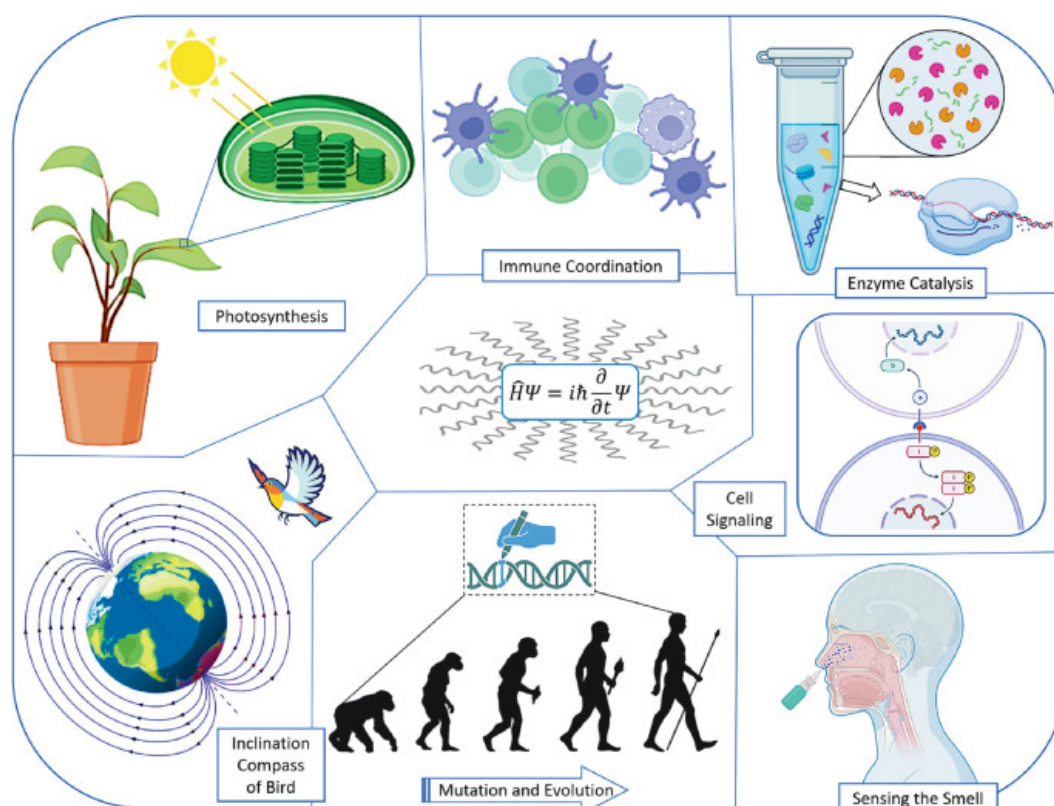 Immune Coordination
Enzyme Catalysis
Photosynthesis
ĤΨ = iℏ ∂/∂t Ψ
Cell
Signaling
Inclination
Compass
of Bird
Mutation and Evolution
Sensing the Smell